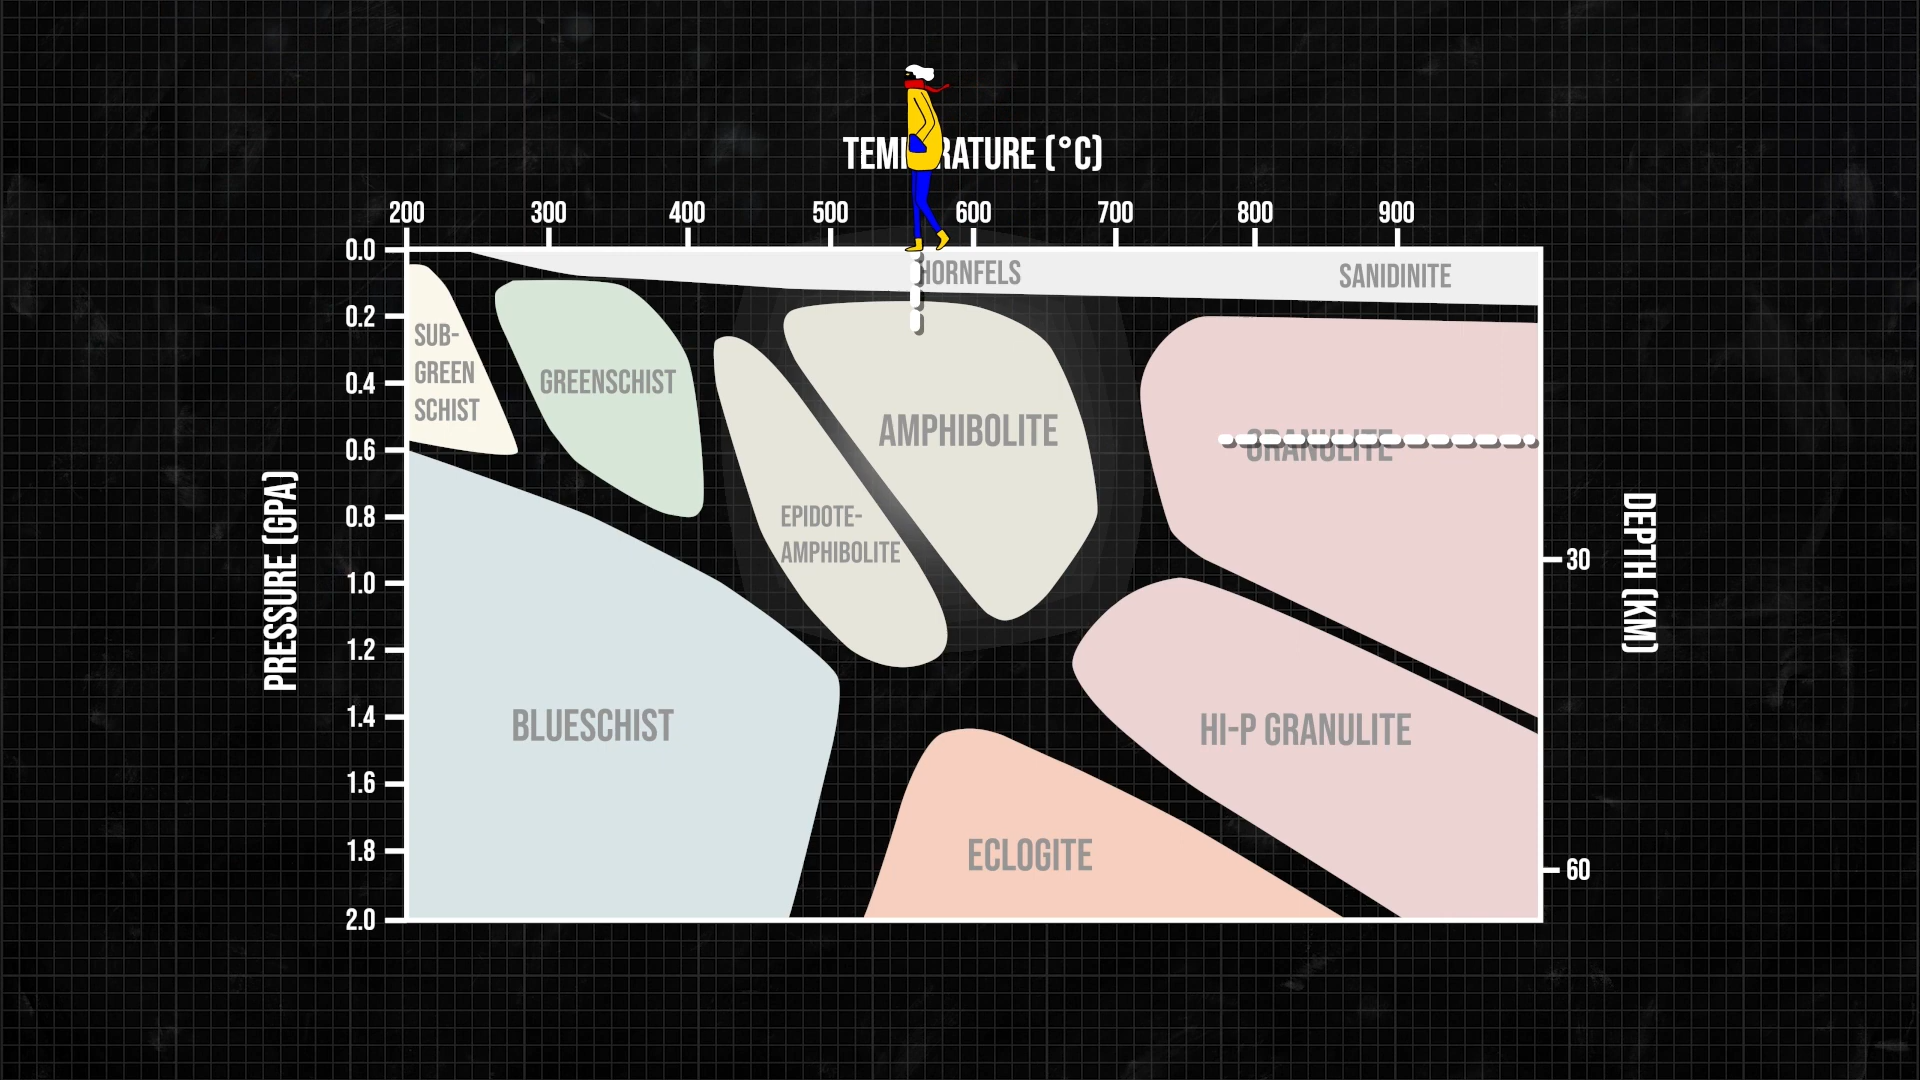 TEMPERATURE (°C)
200 300 400 500 600 700 800 900
0.0
0.2
0.4
0.6
0.8
1.0
1.2
1.4
1.6
1.8
2.0
PRESSURE (GPA)
HORNFELS
SANIDINITE
SUB-
GREEN
SCHIST
GREENSCHIST
AMPHIBOLITE
GRANULITE
EPIDOTE-
AMPHIBOLITE
BLUESCHIST
HI-P GRANULITE
ECLOGITE
30
60
DEPTH (KM)